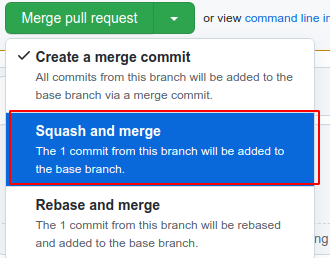 Merge pull request
or view command line in
Create a merge commit
All commits from this branch will be added to
the base branch via a merge commit.
Squash and merge
The 1 commit from this branch will be added to
the base branch.
Rebase and merge
The 1 commit from this branch will be rebased
and added to the base branch.
ing